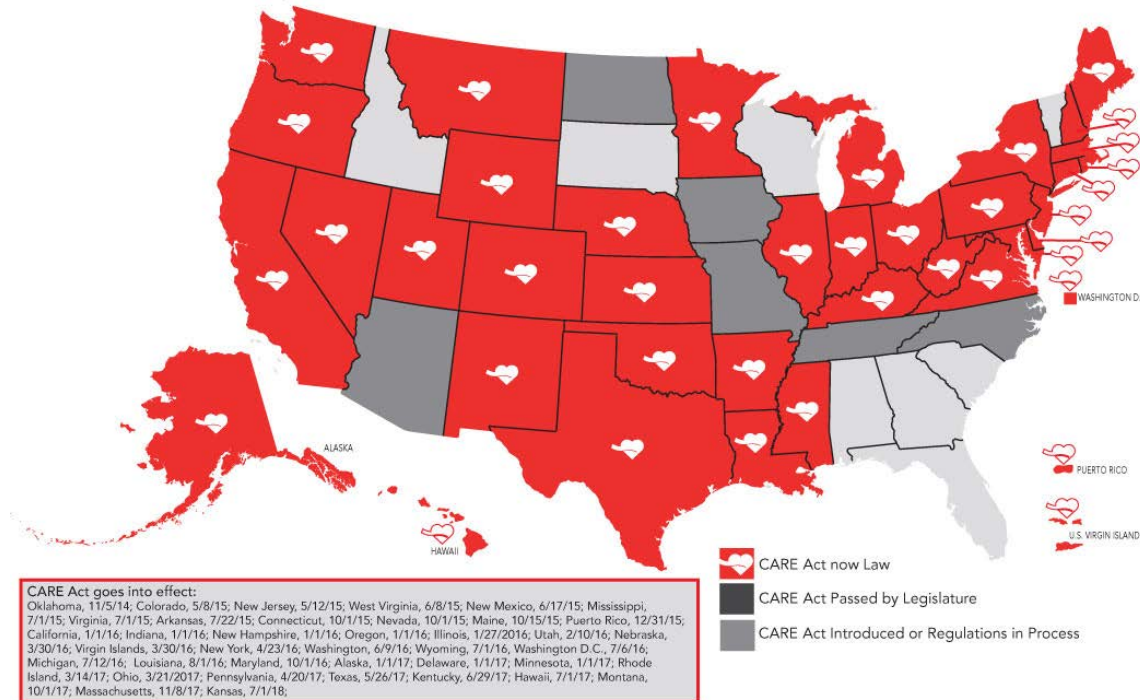 WASHINGTON D
ALASKA
HAWAII
PUERTO RICO
U.S. VIRGIN ISLAND
CARE Act now Law
CARE Act Passed by Legislature
CARE Act Introduced or Regulations in Process
CARE Act goes into effect:
Oklahoma, 11/5/14; Colorado, 5/8/15; New Jersey, 5/12/15; West Virginia, 6/8/15; New Mexico, 6/17/15; Mississippi,
7/1/15; Virginia, 7/1/15; Arkansas, 7/22/15; Connecticut, 10/1/15; Nevada, 10/1/15; Maine, 10/15/15; Puerto Rico, 12/31/15;
California, 1/1/16; Indiana, 1/1/16; New Hampshire, 1/1/16; Oregon, 1/1/16; Illinois, 1/27/2016; Utah, 2/10/16; Nebraska,
3/30/16; Virgin Islands, 3/30/16; New York, 4/23/16; Washington, 6/9/16; Wyoming, 7/1/16, Washington D.C., 7/6/16;
Michigan, 7/12/16; Louisiana, 8/1/16; Maryland, 10/1/16; Alaska, 1/1/17; Delaware, 1/1/17; Minnesota, 1/1/17; Rhode
Island, 3/14/17; Ohio, 3/21/2017; Pennsylvania, 4/20/17; Texas, 5/26/17; Kentucky, 6/29/17; Hawaii, 7/1/17; Montana,
10/1/17; Massachusetts, 11/8/17; Kansas, 7/1/18;